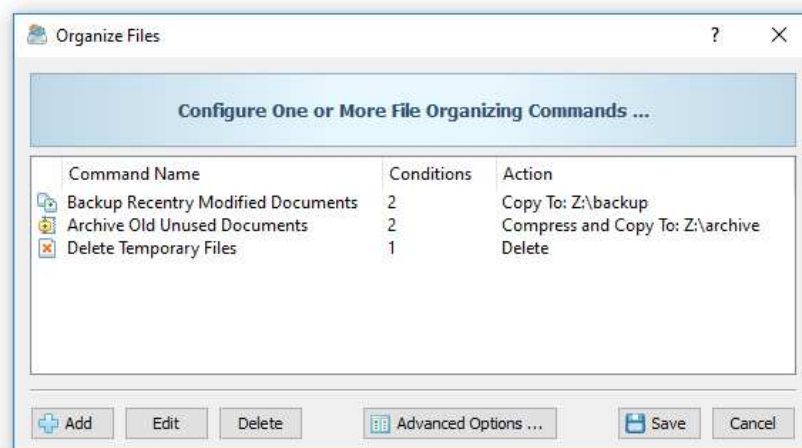 Organize Files
?
Configure One or More File Organizing Commands ...
Command Name Conditions Action
Backup Recentry Modified Documents 2 Copy To: Z:\backup
Archive Old Unused Documents 2 Compress and Copy To: Z:\archive
Delete Temporary Files 1 Delete
Add Edit Delete Advanced Options ... Save Cancel